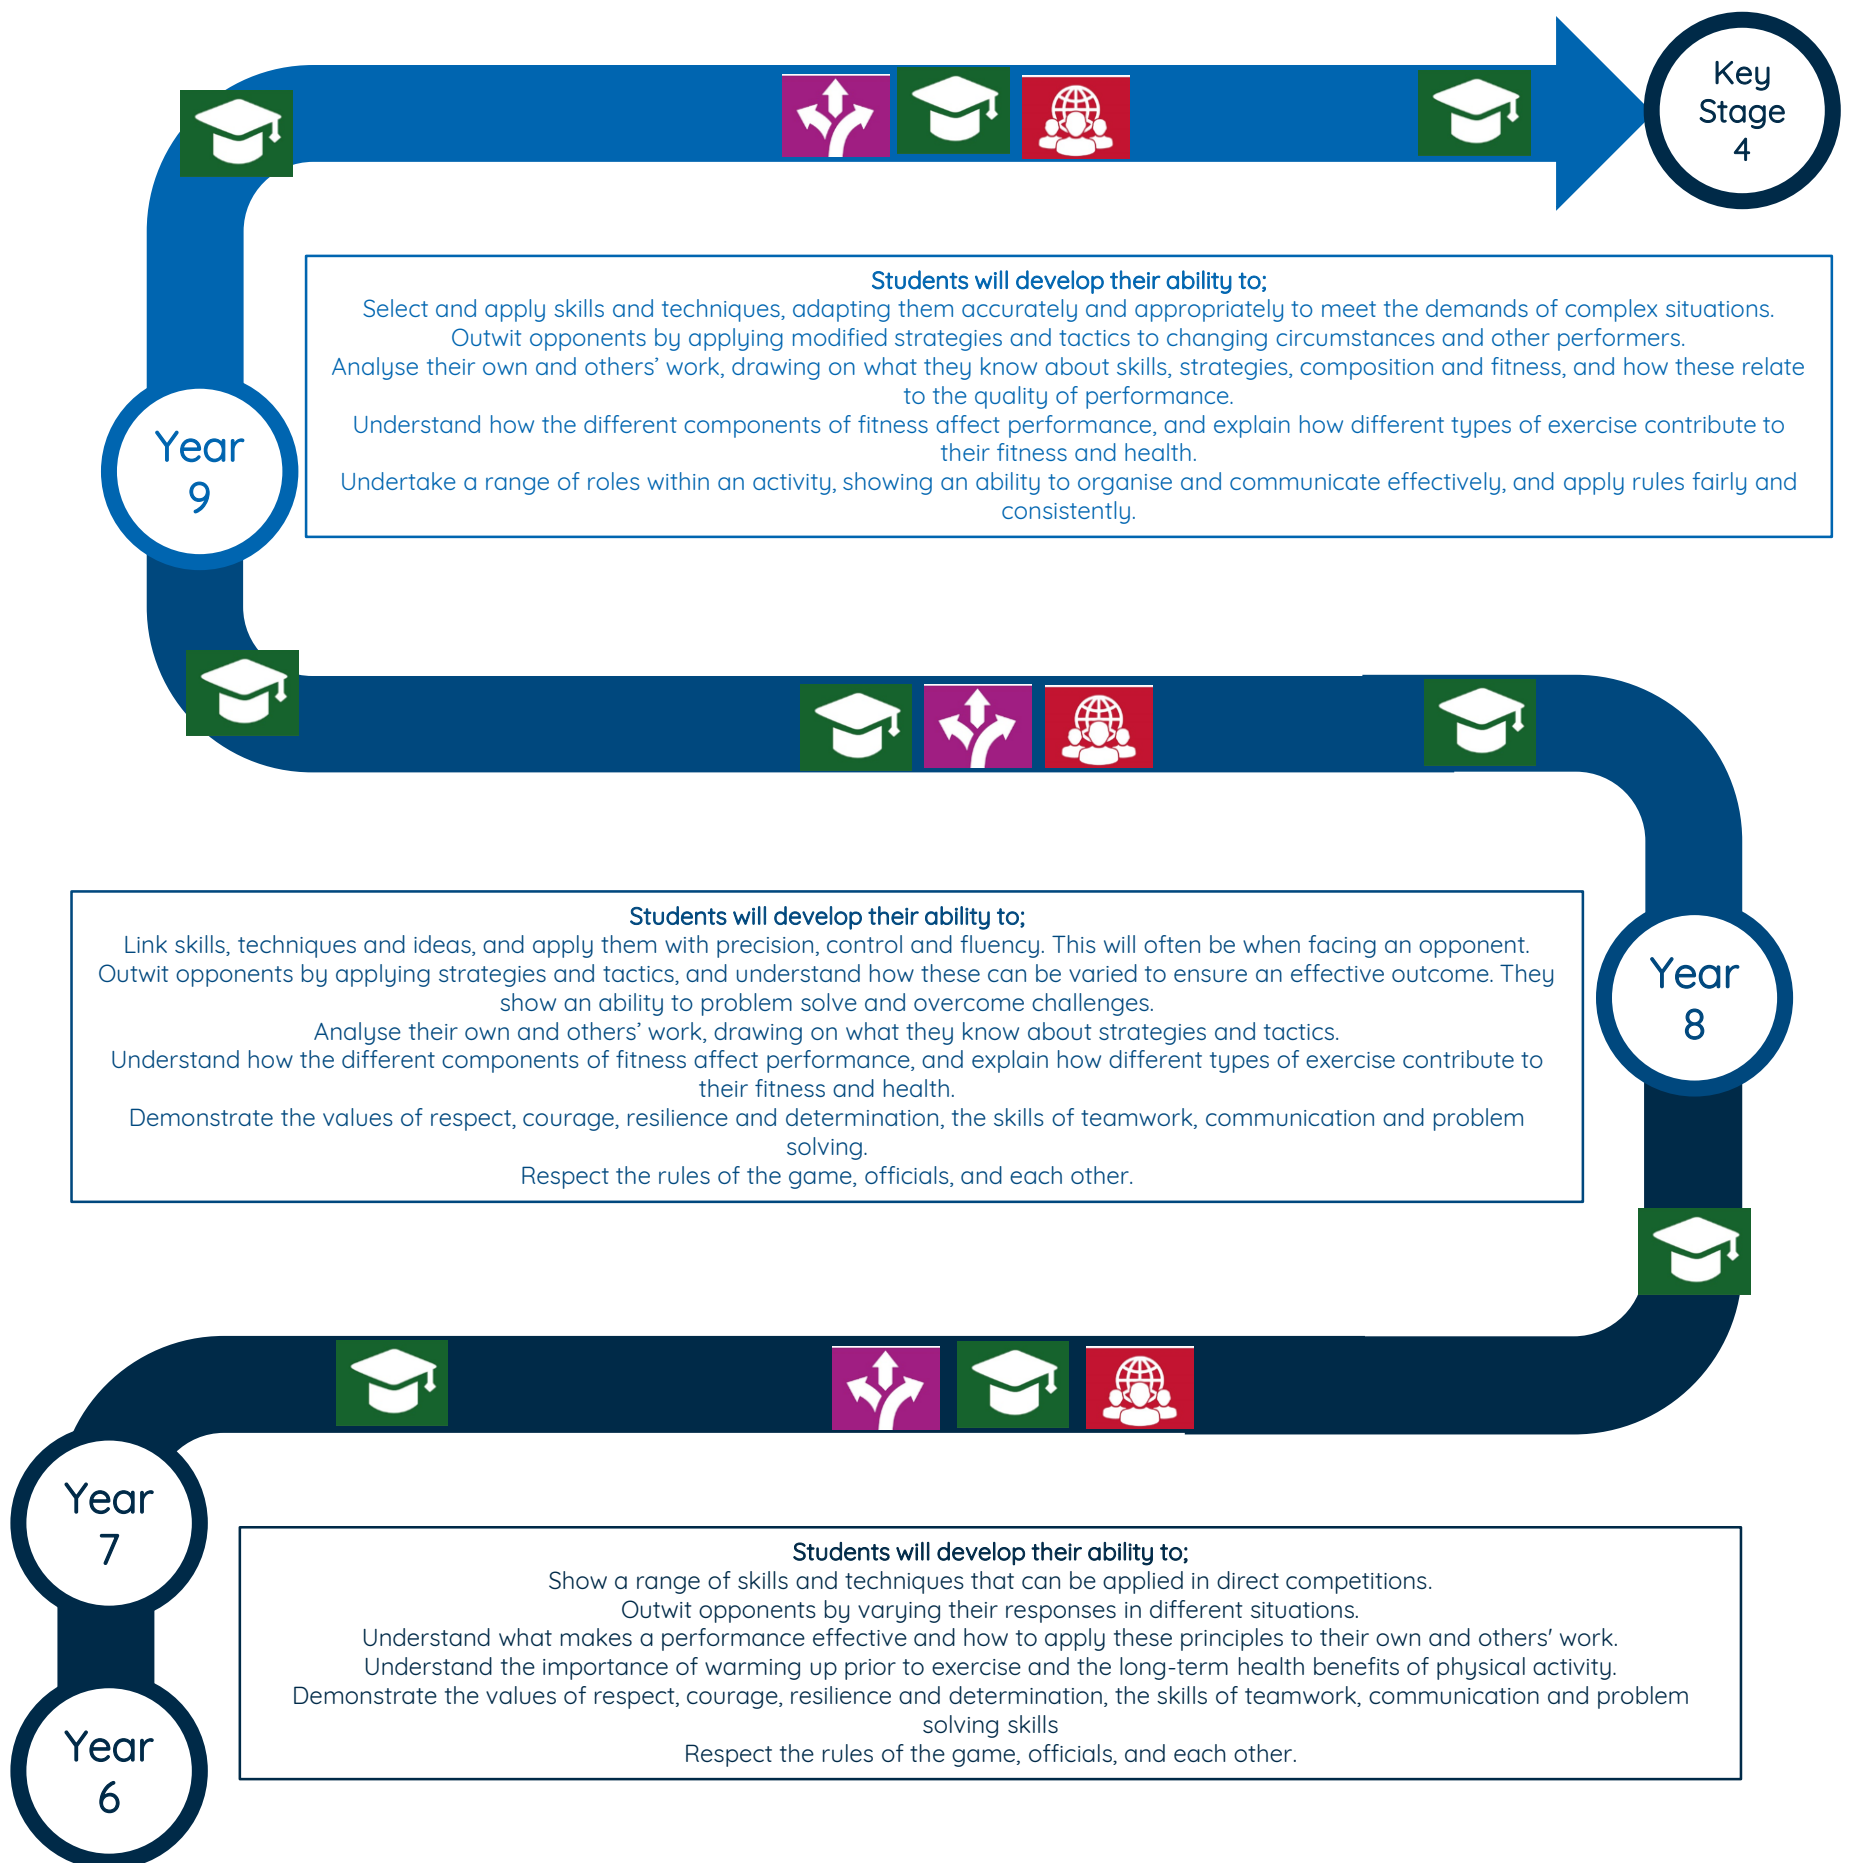 Key
Stage
4
Students will develop their ability to;
Select and apply skills and techniques, adapting them accurately and appropriately to meet the demands of complex situations.
Outwit opponents by applying modified strategies and tactics to changing circumstances and other performers.
Analyse their own and others’ work, drawing on what they know about skills, strategies, composition and fitness, and how these relate
to the quality of performance.
Understand how the different components of fitness affect performance, and explain how different types of exercise contribute to
their fitness and health.
Undertake a range of roles within an activity, showing an ability to organise and communicate effectively, and apply rules fairly and
consistently.
Year
9
Students will develop their ability to;
Link skills, techniques and ideas, and apply them with precision, control and fluency. This will often be when facing an opponent.
Outwit opponents by applying strategies and tactics, and understand how these can be varied to ensure an effective outcome. They
show an ability to problem solve and overcome challenges.
Analyse their own and others’ work, drawing on what they know about strategies and tactics.
Understand how the different components of fitness affect performance, and explain how different types of exercise contribute to
their fitness and health.
Demonstrate the values of respect, courage, resilience and determination, the skills of teamwork, communication and problem
solving.
Respect the rules of the game, officials, and each other.
Year
8
Year
7
Students will develop their ability to;
Show a range of skills and techniques that can be applied in direct competitions.
Outwit opponents by varying their responses in different situations.
Understand what makes a performance effective and how to apply these principles to their own and others' work.
Understand the importance of warming up prior to exercise and the long-term health benefits of physical activity.
Demonstrate the values of respect, courage, resilience and determination, the skills of teamwork, communication and problem
solving skills
Respect the rules of the game, officials, and each other.
Year
6